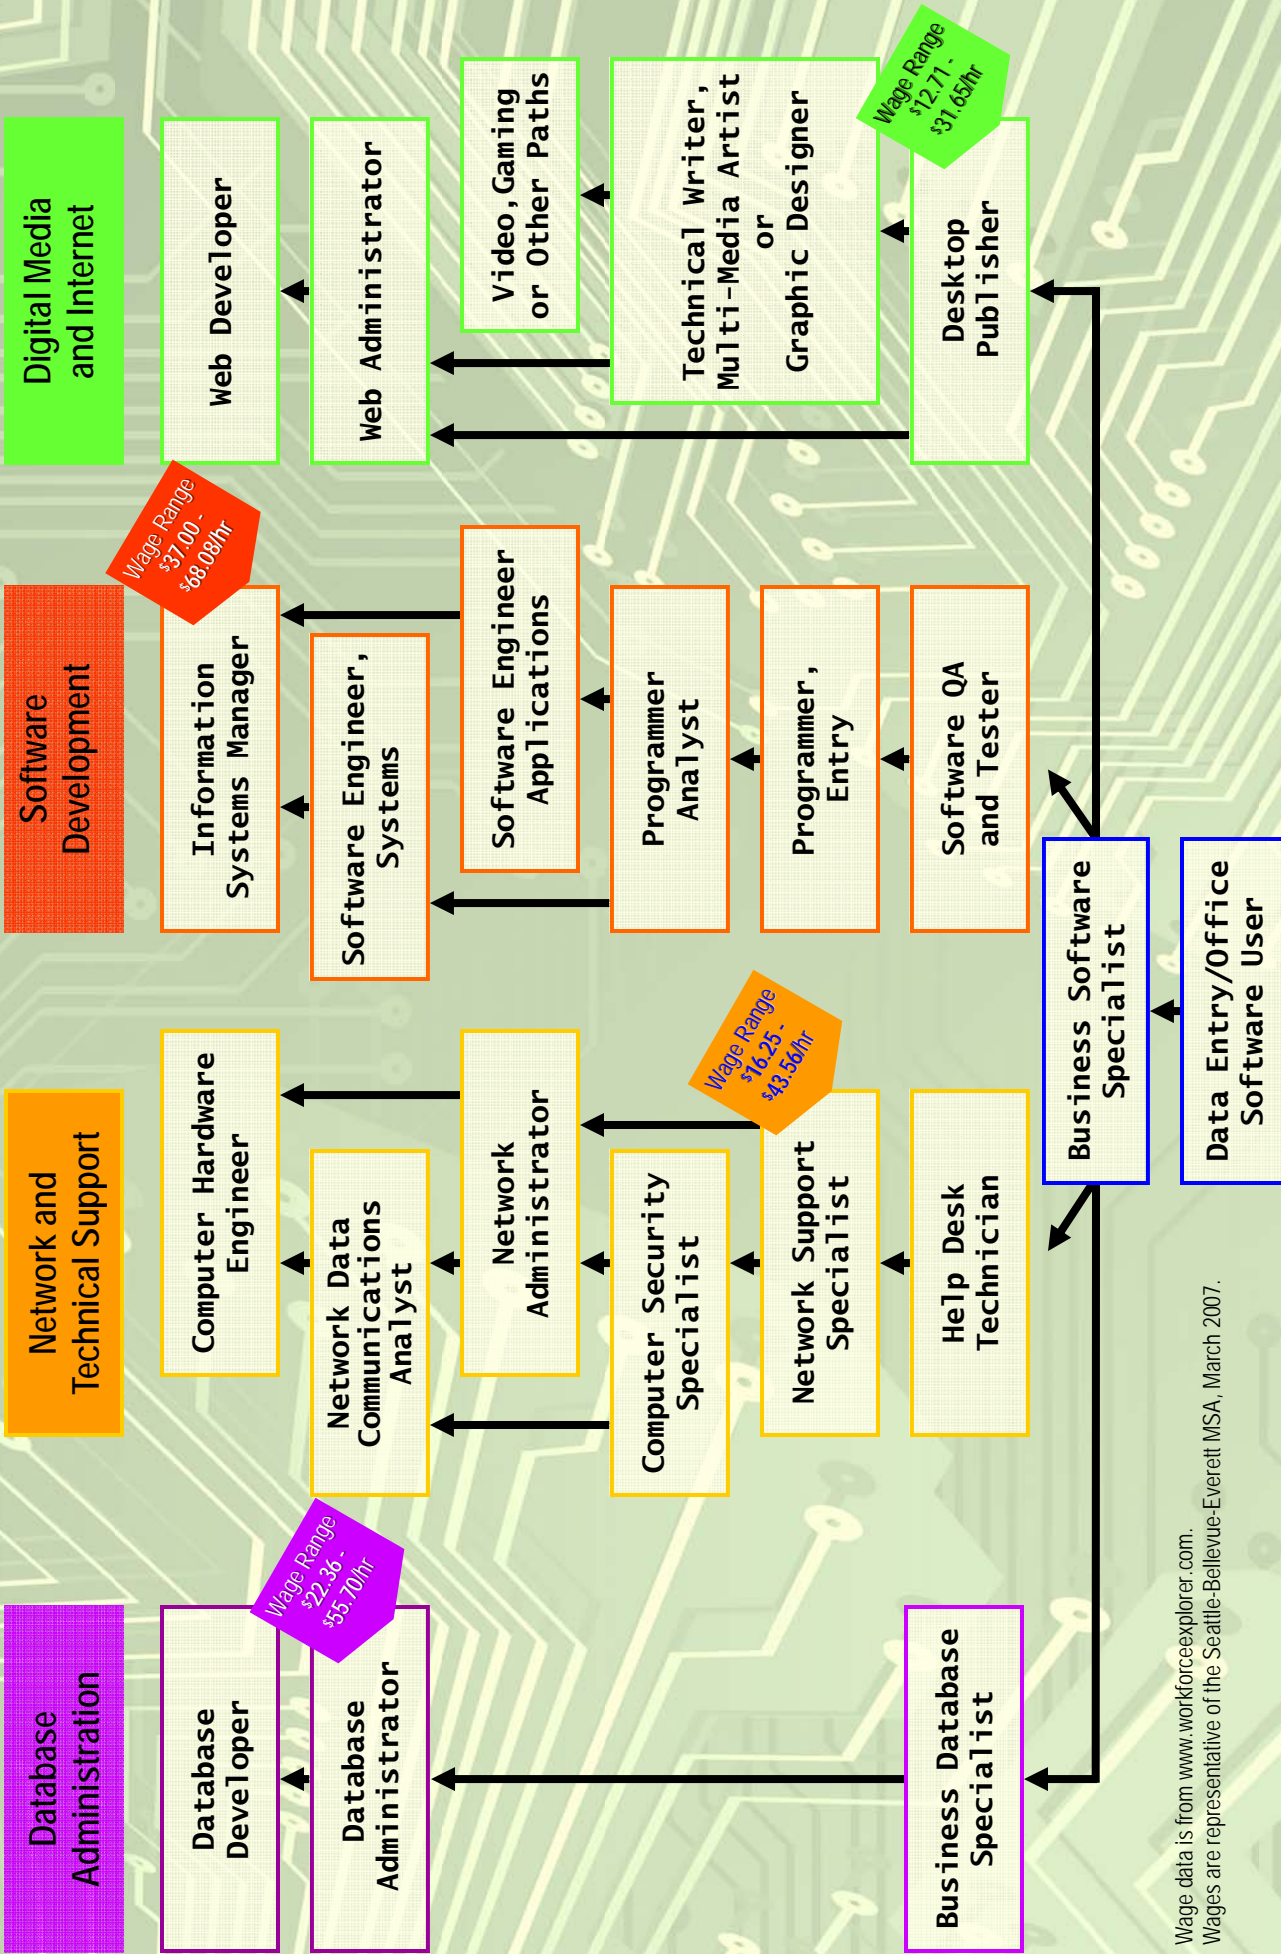 Database
Administration
Database
Developer
Wage Range
$22.36 -
$55.70/hr
Database
Administrator
Business Database
Specialist
Network and
Technical Support
Computer Hardware
Engineer
Network Data
Communications
Analyst
Network
Administrator
Computer Security
Specialist
Wage Range
$16.25 -
$43.56/hr
Network Support
Specialist
Help Desk
Technician
Software
Development
Wage Range
$37.00 -
$68.08/hr
Information
Systems Manager
Software Engineer,
Systems
Software Engineer
Applications
Programmer
Analyst
Programmer,
Entry
Software QA
and Tester
Digital Media
and Internet
Web Developer
Web Administrator
Video,Gaming
or Other Paths
Technical Writer,
Multi-Media Artist
or
Graphic Designer
Wage Range
$12.71 -
$31.65/hr
Desktop
Publisher
Business Software
Specialist
Data Entry/Office
Software User
Wage data is from www.workforceexplorer.com.
Wages are representative of the Seattle-Bellevue-Everett MSA, March 2007.